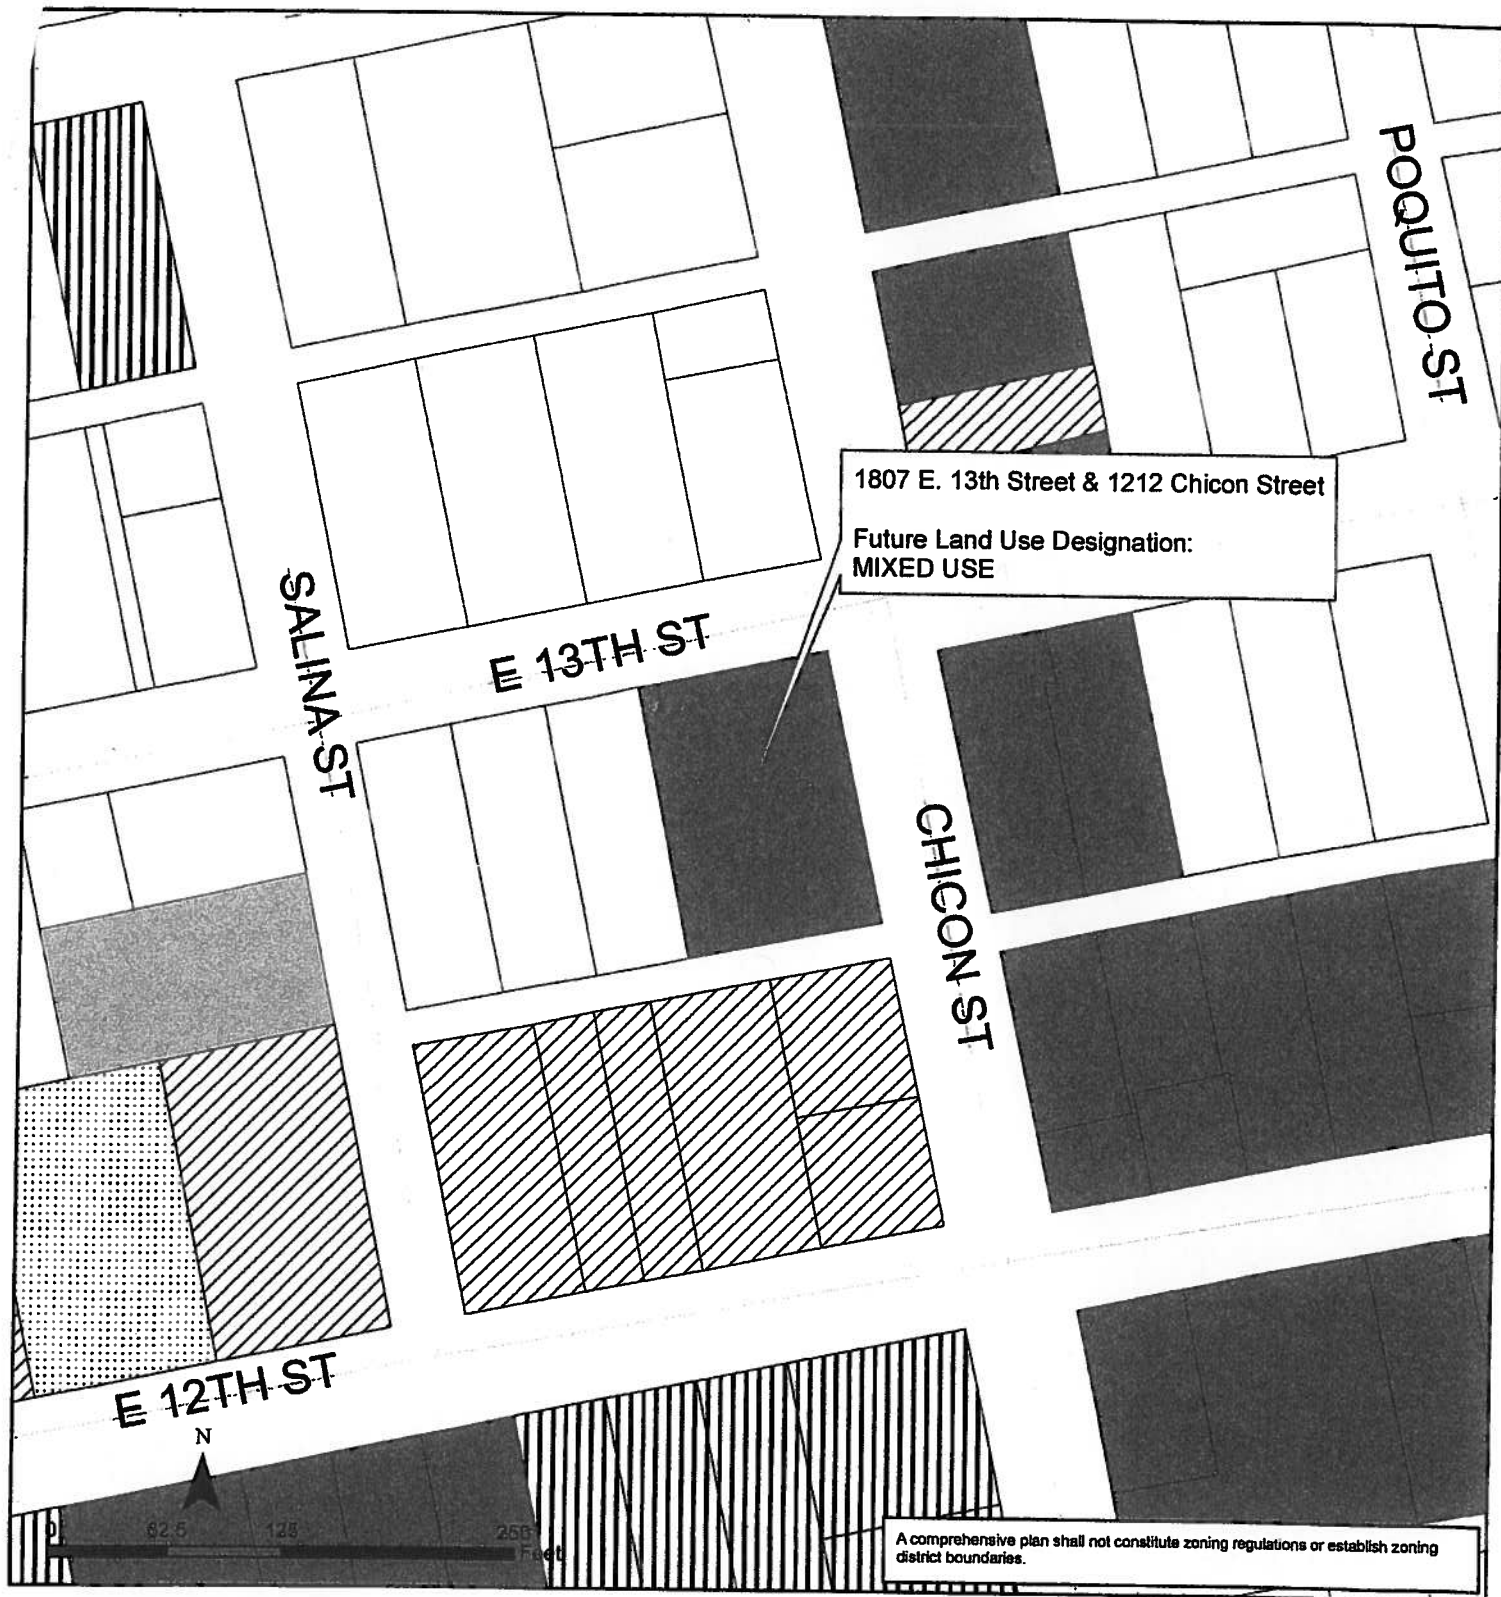 POQUITO ST
1807 E. 13th Street & 1212 Chicon Street
Future Land Use Designation:
MIXED USE
SALINA ST
E 13TH ST
CHICON ST
E 12TH ST
N
0 62.5 125 250
Feet
A comprehensive plan shall not constitute zoning regulations or establish zoning
district boundaries.